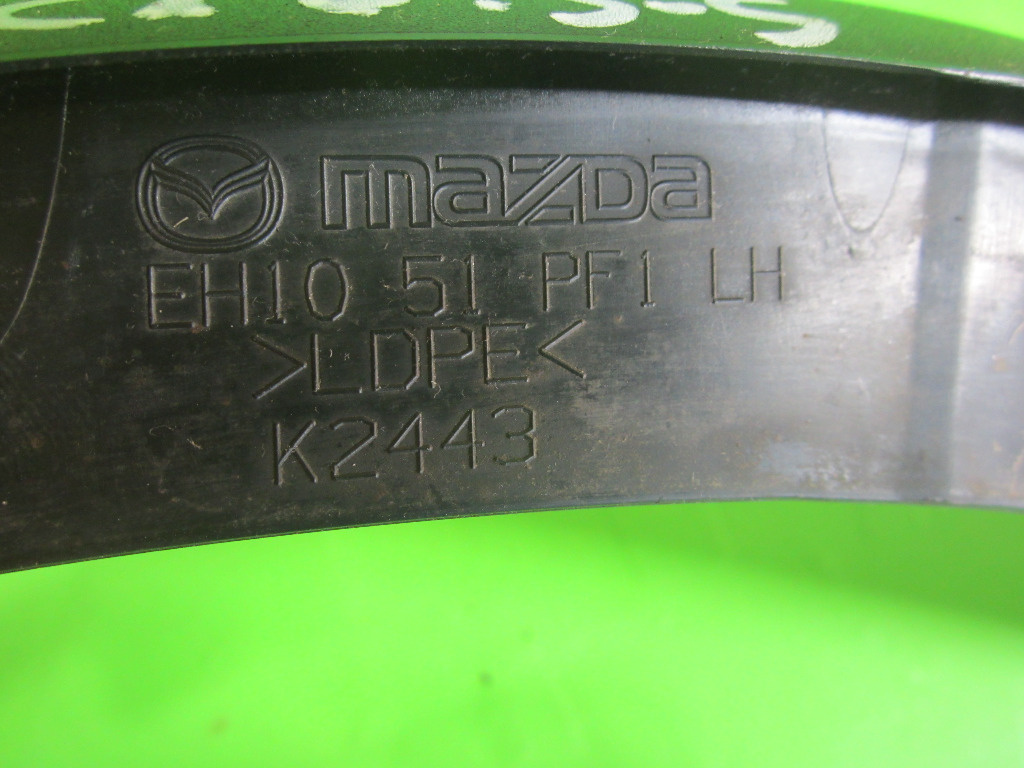 mazda
EH10 51 PF1 LH
>LDPE<
K2443